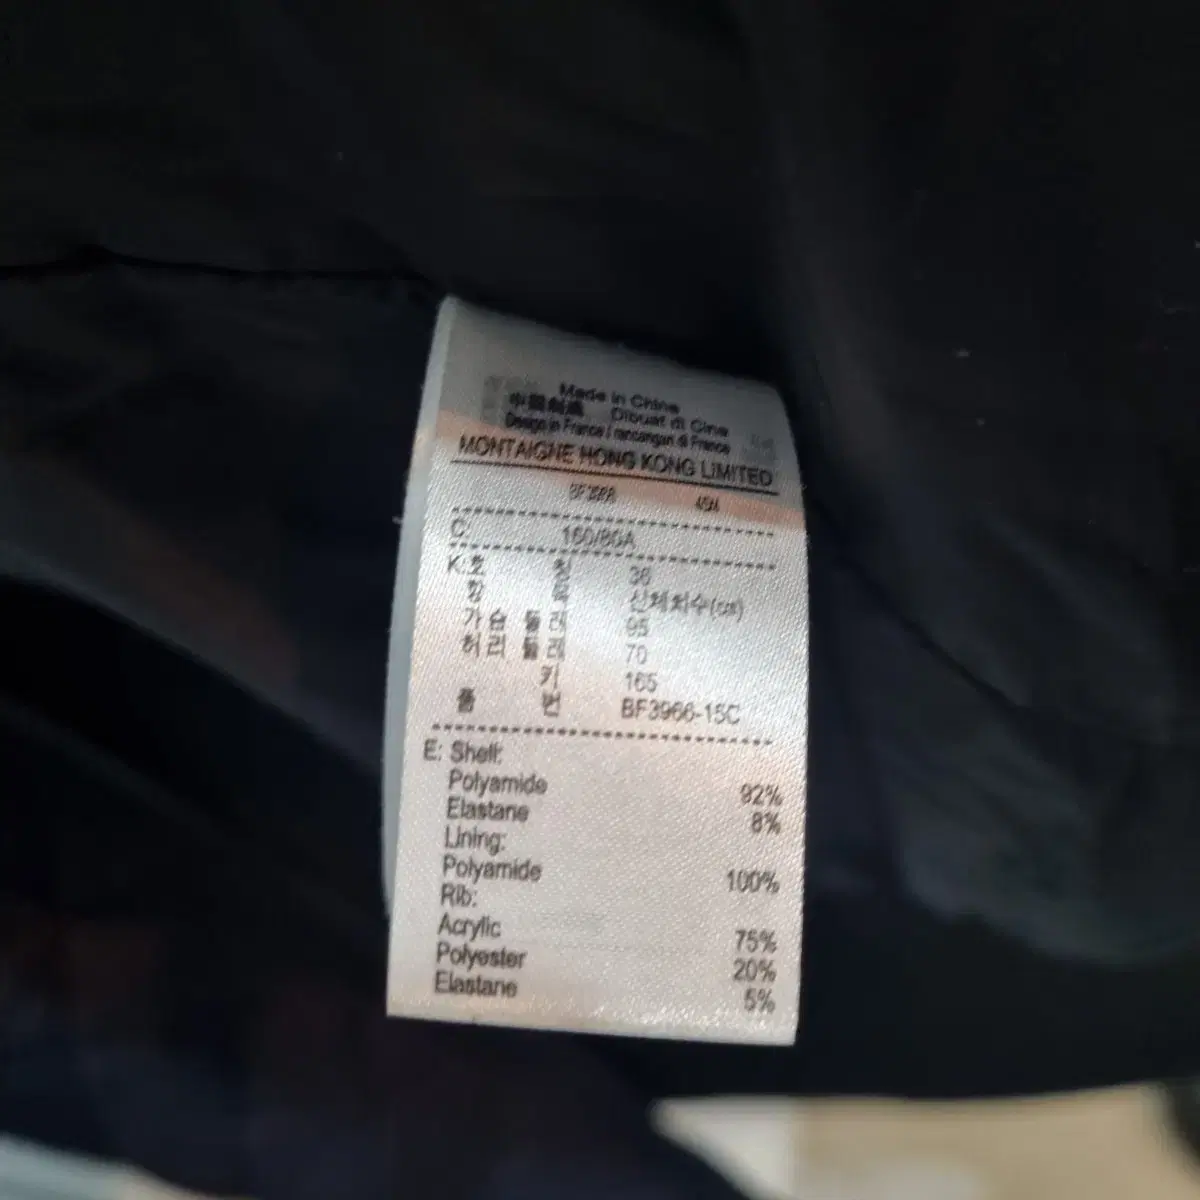 Made in China
中國制造 Dibuat di Cina
Design in France / rancangan di France
MONTAIGNE HONG KONG LIMITED
C: 160/80A
K: 호 칭 36
신체치수(cm)
가 슴 둘 레 95
허 리 둘 레 70
키 165
품 번 BF3966-15C
E: Shell:
Polyamide 92%
Elastane 8%
Lining:
Polyamide 100%
Rib:
Acrylic 75%
Polyester 20%
Elastane 5%